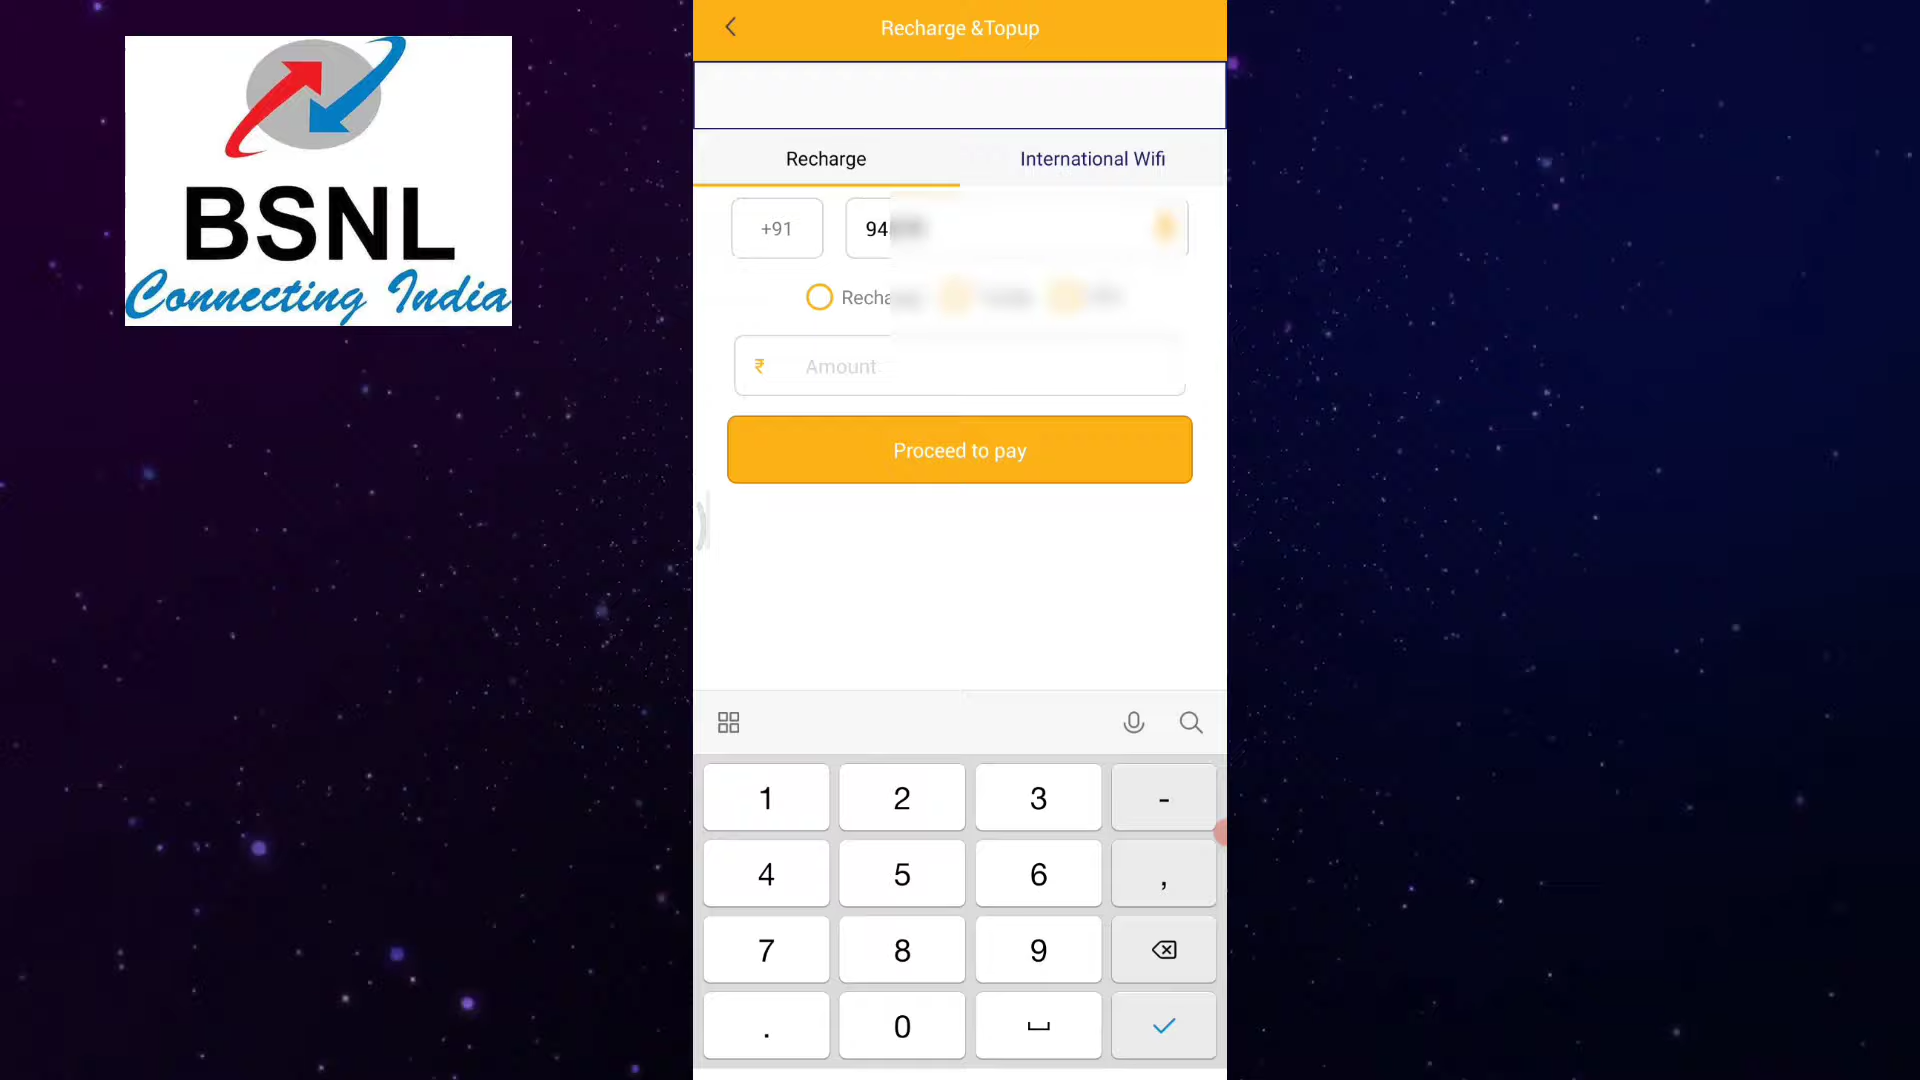 BSNL
Connecting India
Recharge &Topup
Recharge
International Wifi
+91
94
₹
Amount
Proceed to pay
1
2
3
-
4
5
6
,
7
8
9
.
0